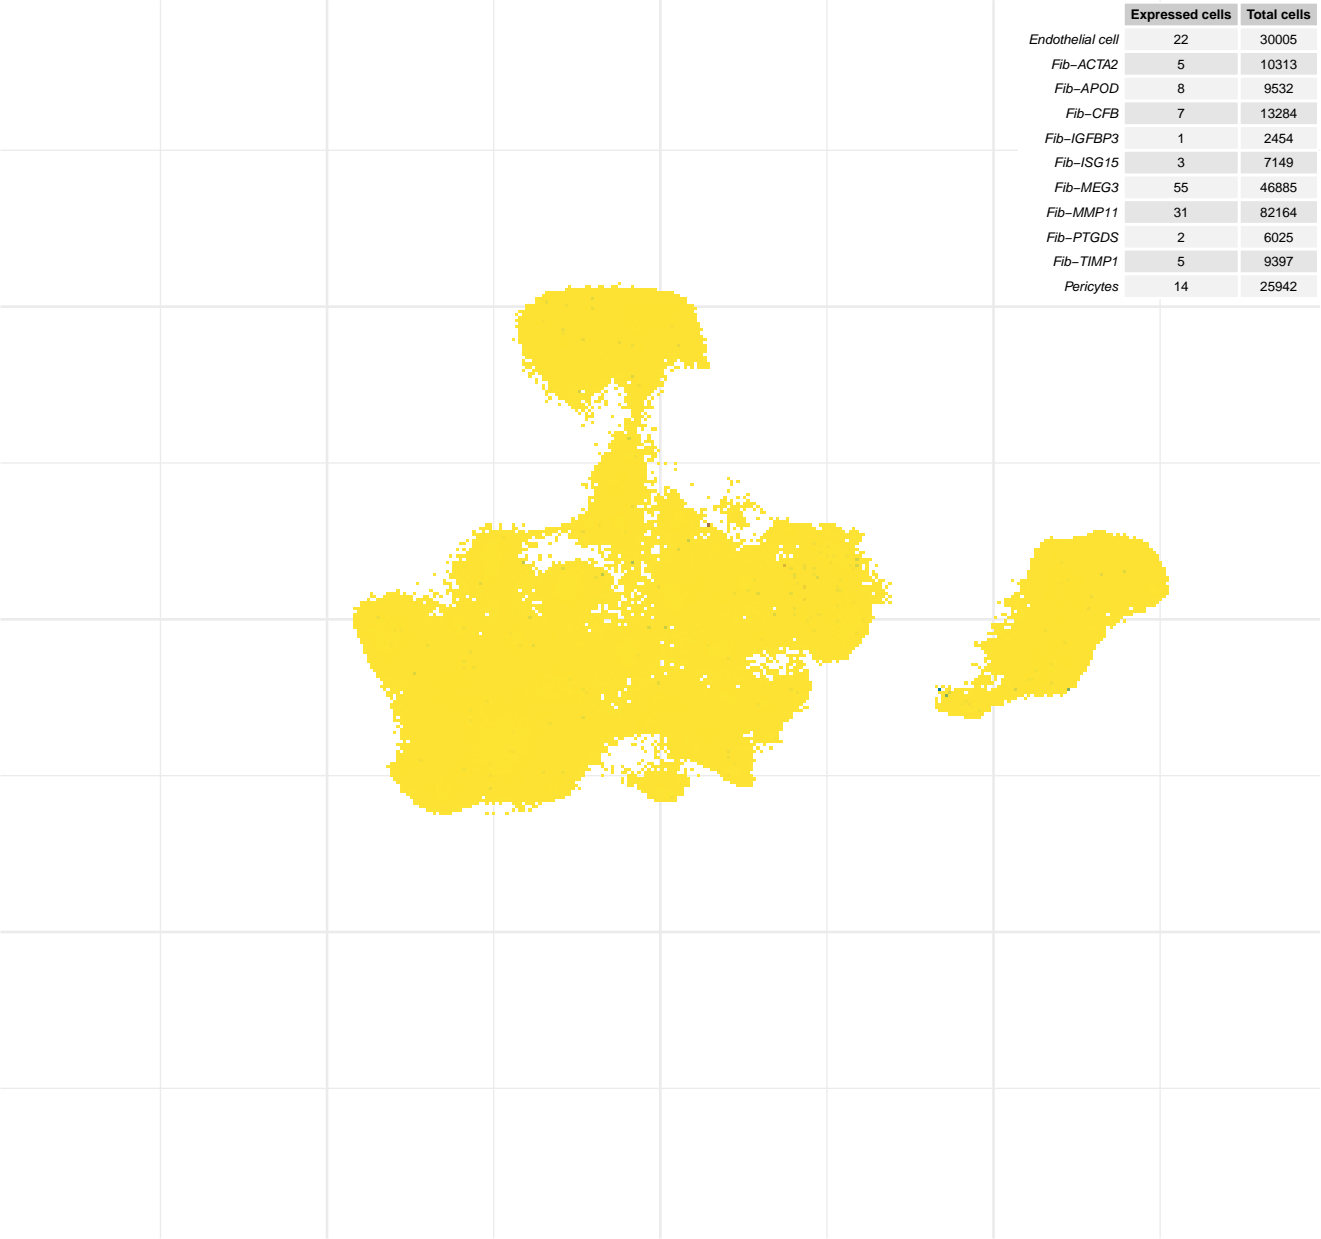 Expressed cells Total cells
Endothelial cell 22 30005
Fib−ACTA2 5 10313
Fib−APOD 8 9532
Fib−CFB 7 13284
Fib−IGFBP3 1 2454
Fib−ISG15 3 7149
Fib−MEG3 55 46885
Fib−MMP11 31 82164
Fib−PTGDS 2 6025
Fib−TIMP1 5 9397
Pericytes 14 25942